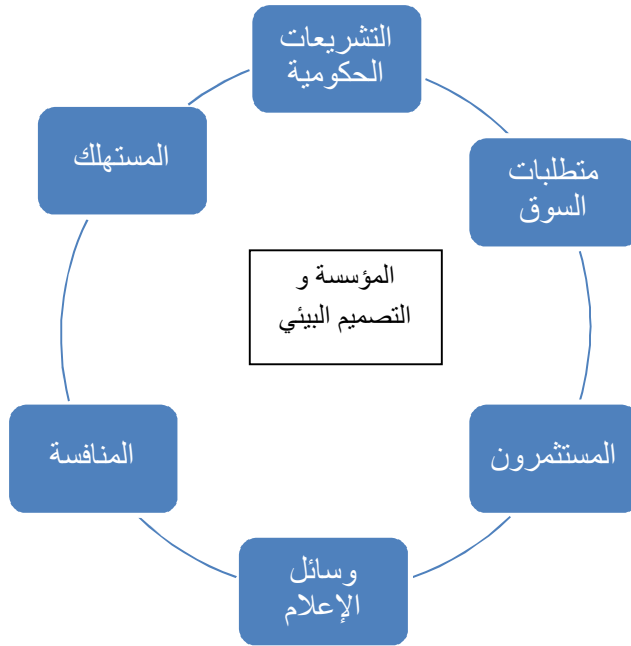 التشريعات
الحكومية
المستهلك
متطلبات
السوق
المؤسسة و
التصميم البيئي
المنافسة
المستثمرون
وسائل
الإعلام